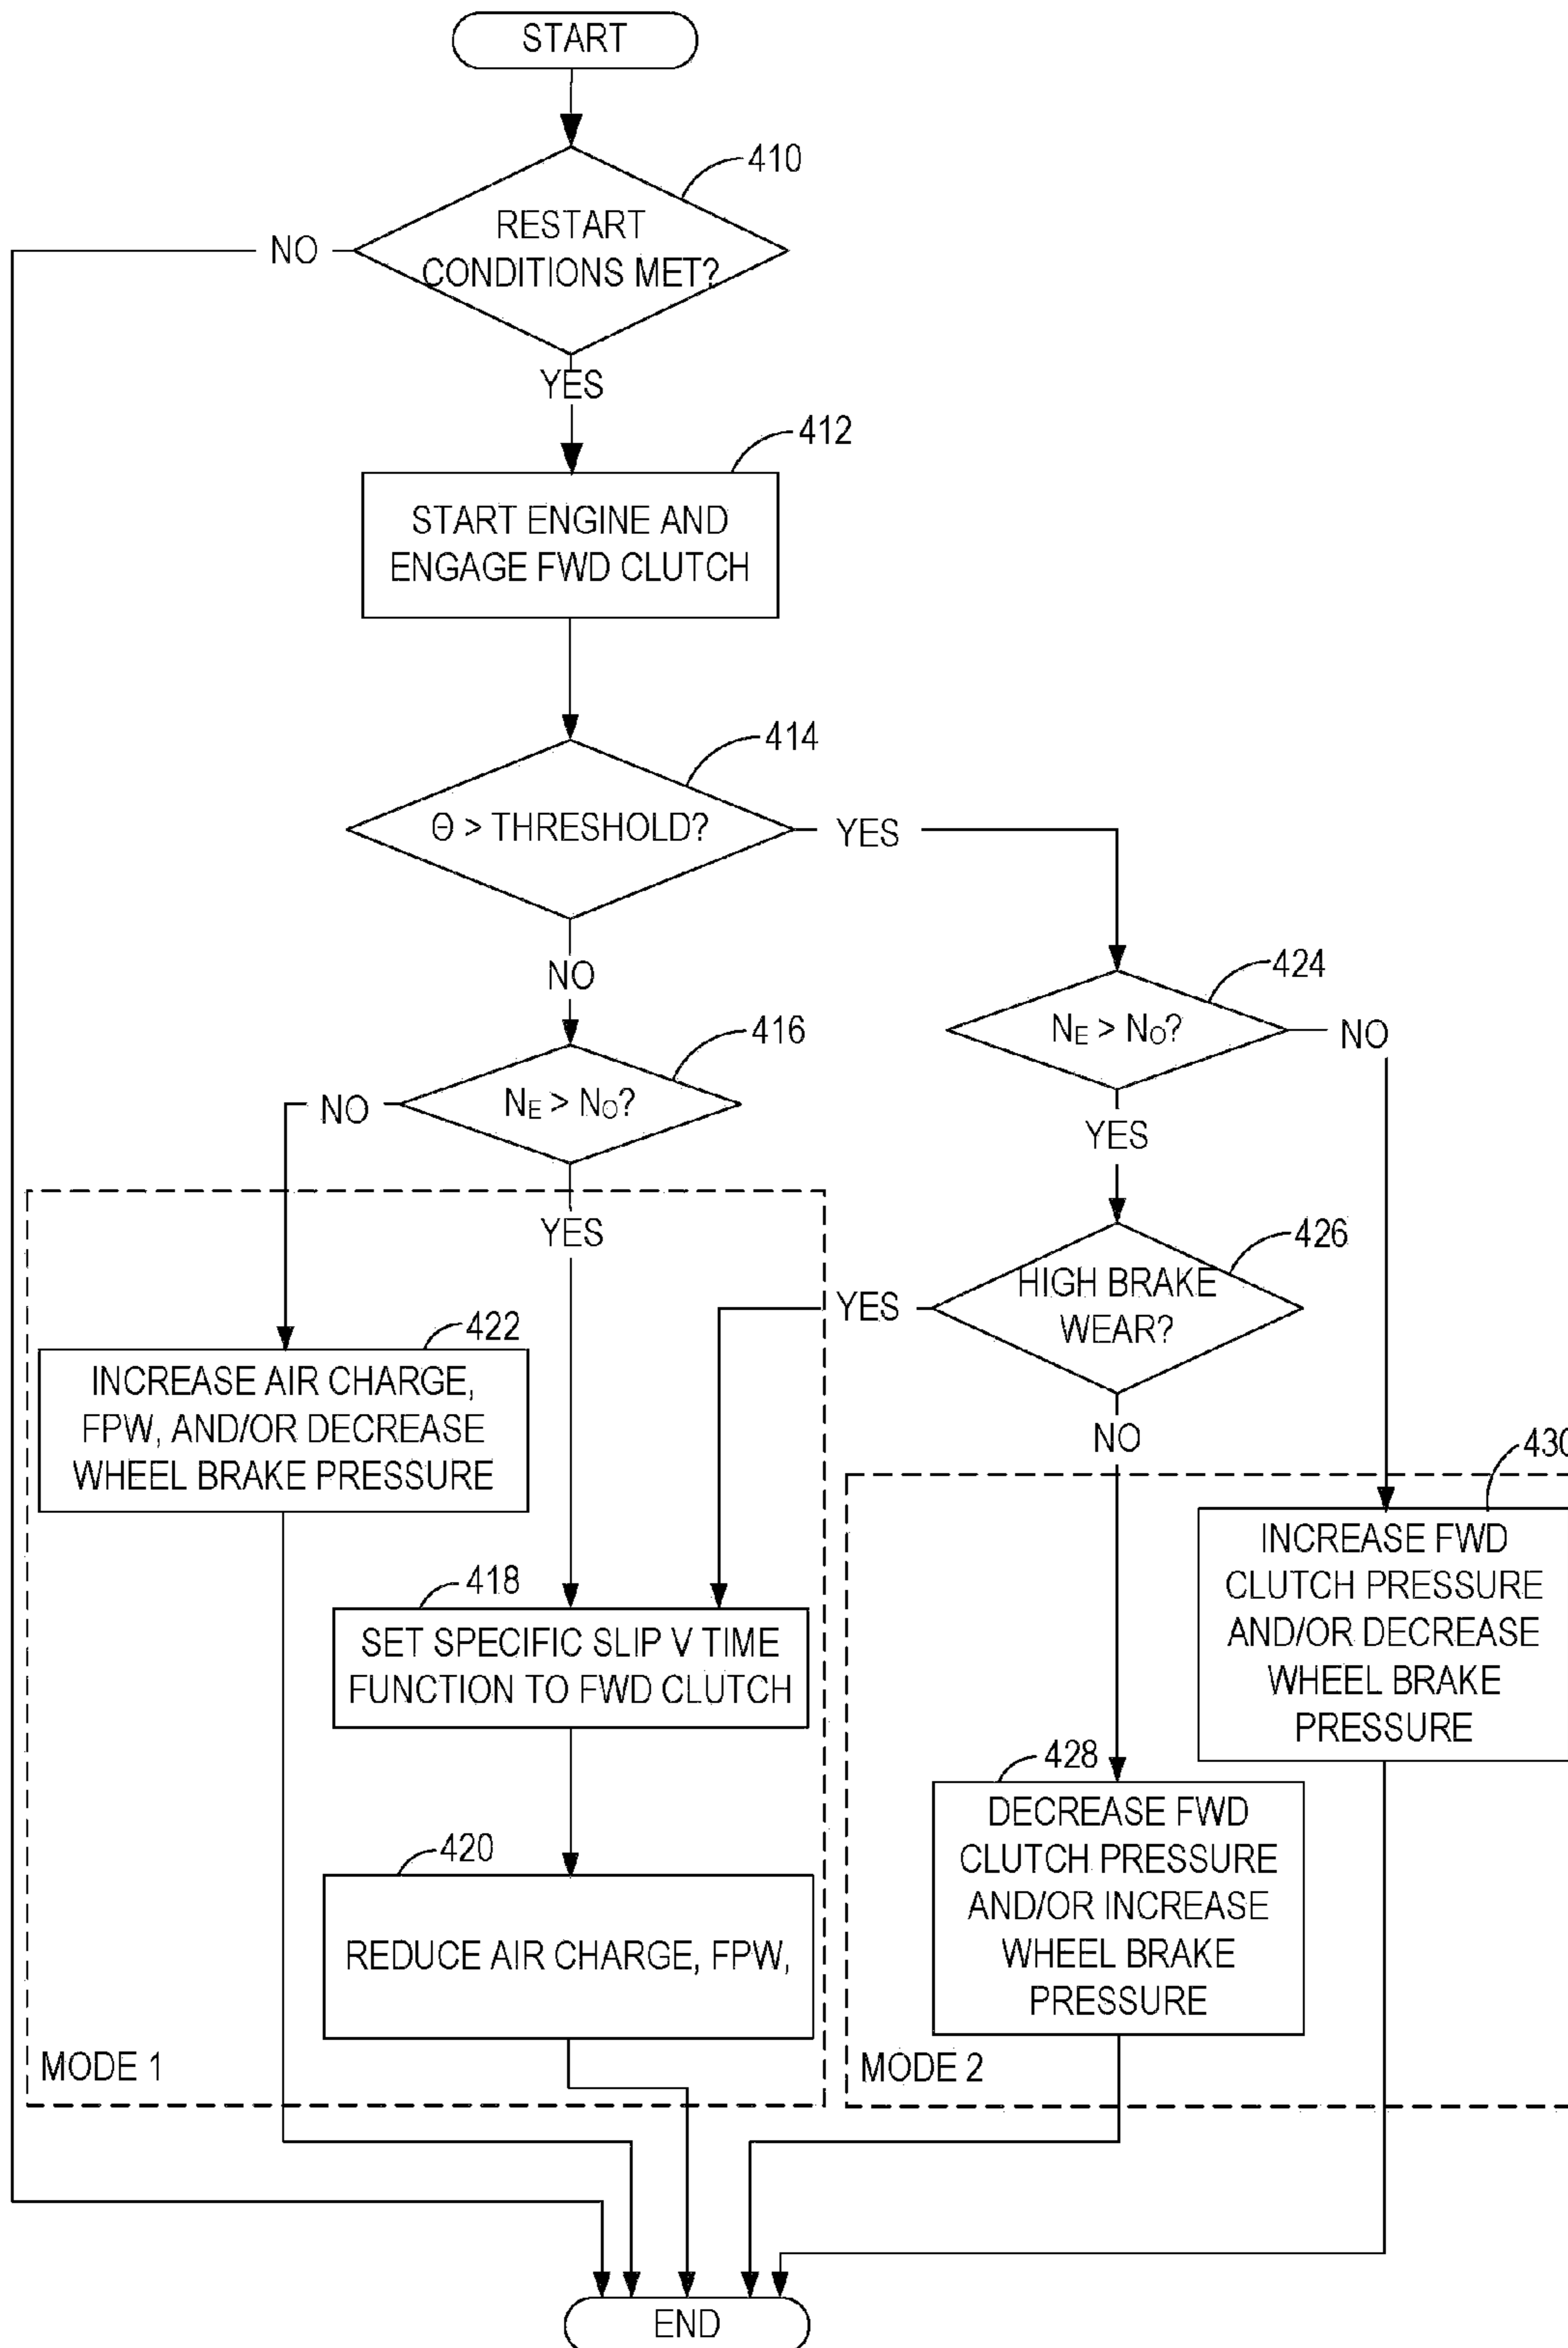 START
410
RESTART
CONDITIONS MET?
NO
YES
412
START ENGINE AND
ENGAGE FWD CLUTCH
414
Θ > THRESHOLD?
YES
NO
424
NE > NO?
NO
416
NE > NO?
NO
YES
YES
426
HIGH BRAKE
WEAR?
YES
NO
422
INCREASE AIR CHARGE,
FPW, AND/OR DECREASE
WHEEL BRAKE PRESSURE
430
INCREASE FWD
CLUTCH PRESSURE
AND/OR DECREASE
WHEEL BRAKE
PRESSURE
418
SET SPECIFIC SLIP V TIME
FUNCTION TO FWD CLUTCH
428
DECREASE FWD
CLUTCH PRESSURE
AND/OR INCREASE
WHEEL BRAKE
PRESSURE
420
REDUCE AIR CHARGE, FPW,
MODE 1
MODE 2
END